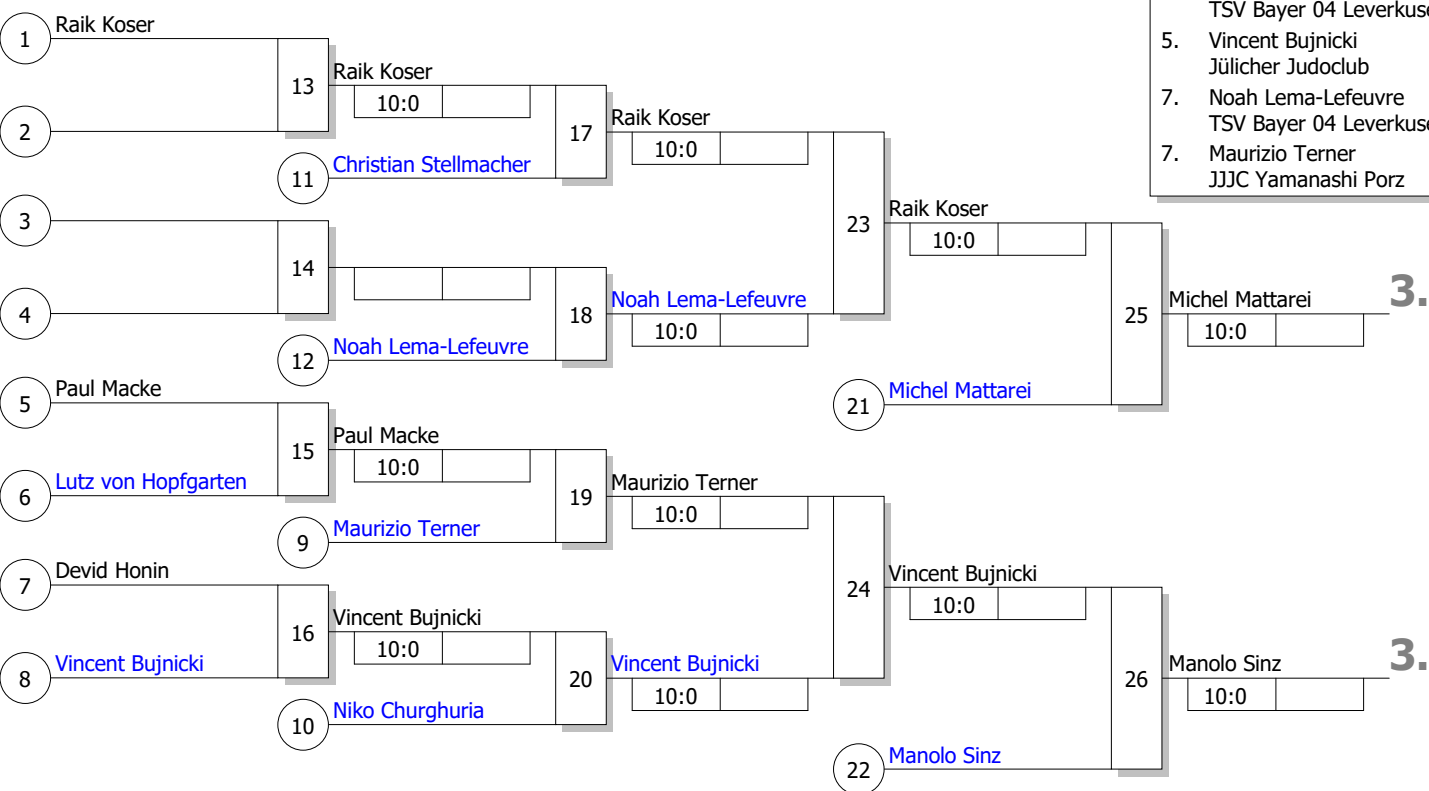 TSV Bayer 04 Leverkuse
5. Vincent Bujnicki
Jülicher Judoclub
7. Noah Lema-Lefeuvre
TSV Bayer 04 Leverkuse
7. Maurizio Terner
JJJC Yamanashi Porz
1 Raik Koser
2
13 Raik Koser
10:0
11 Christian Stellmacher
17 Raik Koser
10:0
3
4
14
12 Noah Lema-Lefeuvre
18 Noah Lema-Lefeuvre
10:0
23 Raik Koser
10:0
21 Michel Mattarei
25 Michel Mattarei 3.
10:0
5 Paul Macke
6 Lutz von Hopfgarten
15 Paul Macke
10:0
9 Maurizio Terner
19 Maurizio Terner
10:0
7 Devid Honin
8 Vincent Bujnicki
16 Vincent Bujnicki
10:0
10 Niko Churghuria
20 Vincent Bujnicki
10:0
24 Vincent Bujnicki
10:0
22 Manolo Sinz
26 Manolo Sinz 3.
10:0